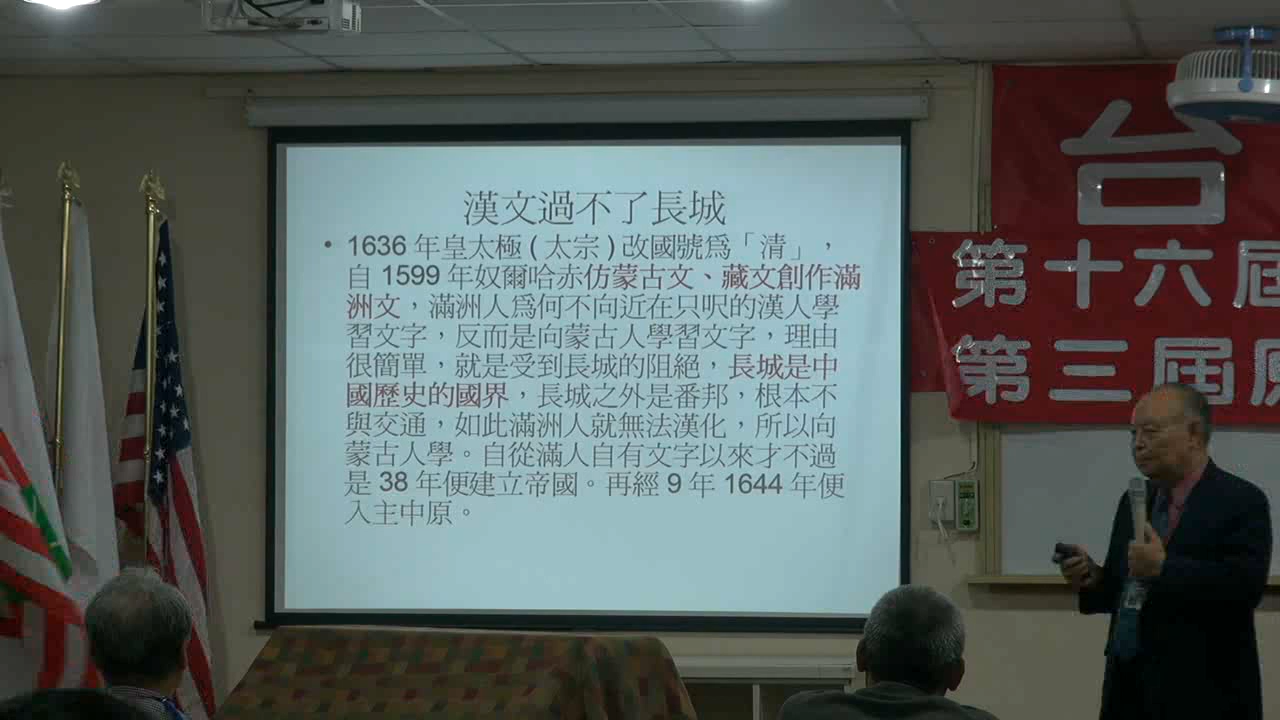 漢文過不了長城
• 1636 年皇太極 ( 太宗 ) 改國號爲「清」，
自 1599 年奴爾哈赤仿蒙古文、藏文創作滿
洲文，滿洲人爲何不向近在只呎的漢人學
習文字，反而是向蒙古人學習文字，理由
很簡單，就是受到長城的阻絕，長城是中
國歷史的國界，長城之外是番邦，根本不
與交通，如此滿洲人就無法漢化，所以向
蒙古人學。自從滿人自有文字以來才不過
是 38 年便建立帝國。再經 9 年 1644 年便
入主中原。
台
第十六屆
第三屆